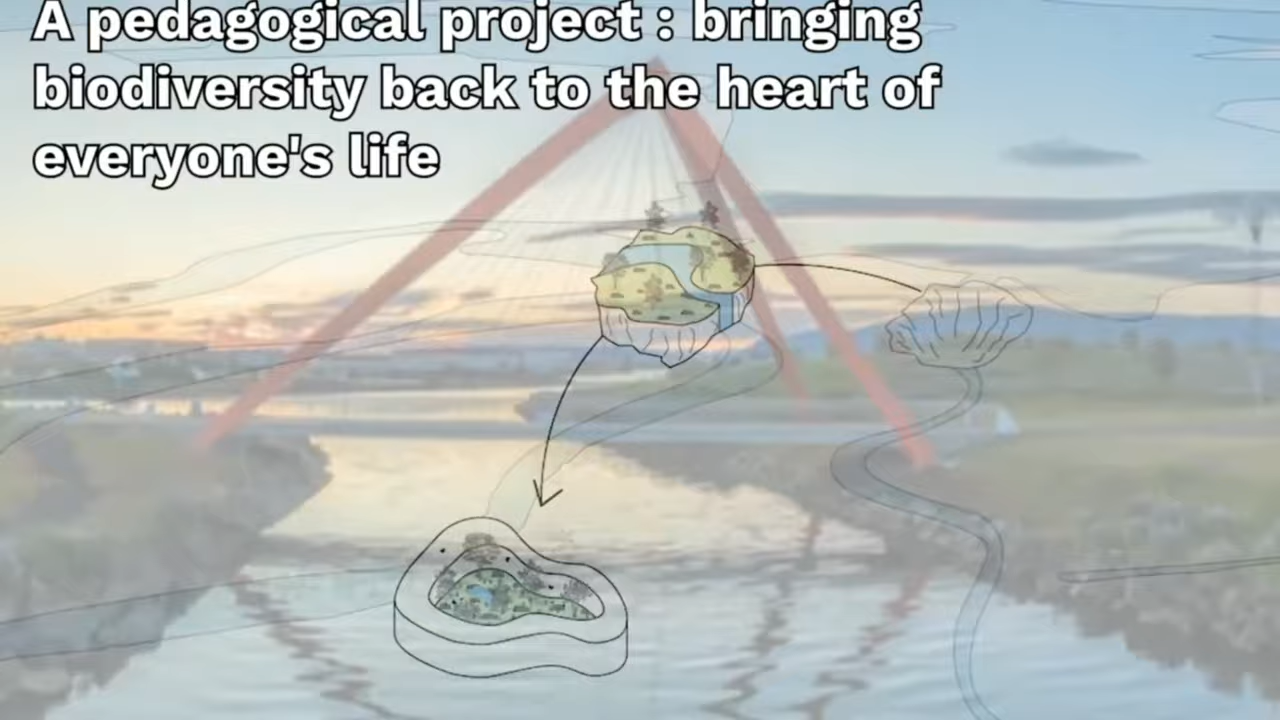 A pedagogical project : bringing
biodiversity back to the heart of
everyone's life